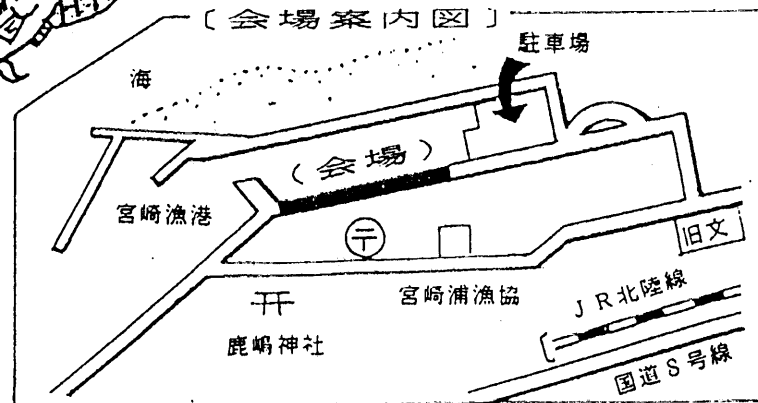 〔会場案内図〕
駐車場
海
(会場)
宮崎漁港
〒
旧文
宮崎浦漁協
JR北陸線
鹿嶋神社
国道8号線